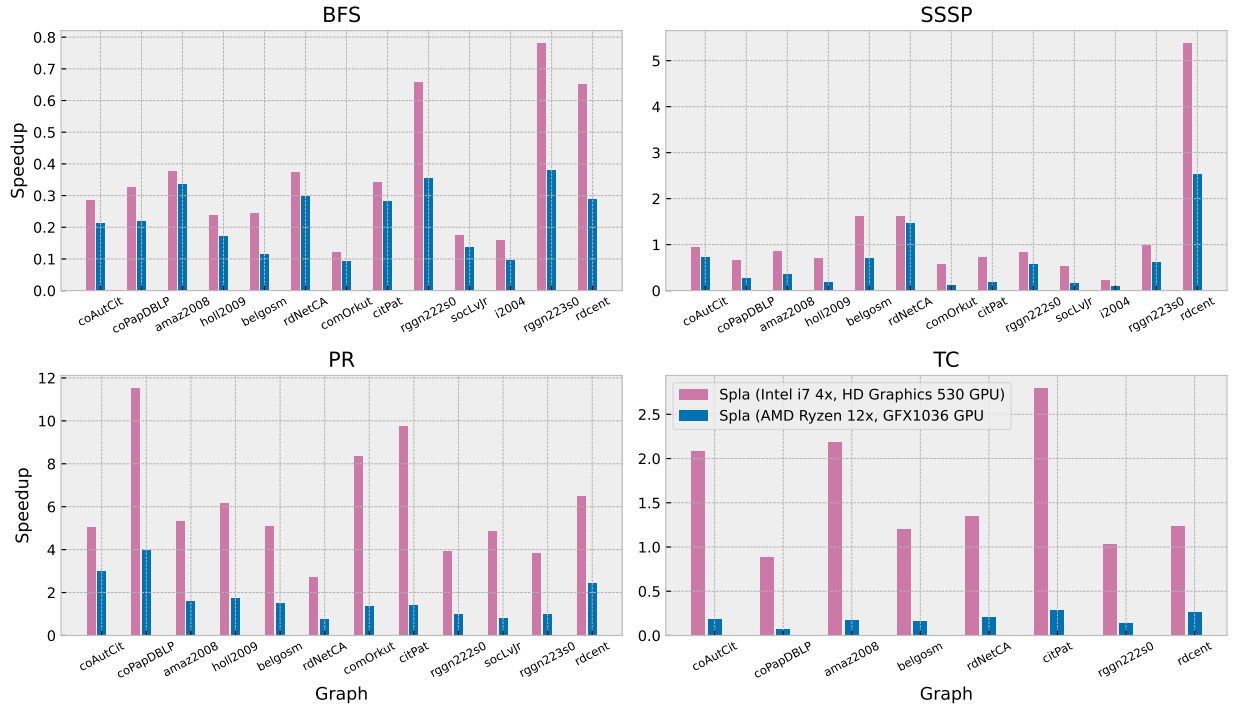 BFS
Speedup
0.8
0.7
0.6
0.5
0.4
0.3
0.2
0.1
0.0
coAutCit coPapDBLP amaz2008 holl2009 belgosm rdNetCA comOrkut citPat rggn222s0 socLvJr i2004 rggn223s0 rdcent
SSSP
5
4
3
2
1
0
coAutCit coPapDBLP amaz2008 holl2009 belgosm rdNetCA comOrkut citPat rggn222s0 socLvJr i2004 rggn223s0 rdcent
PR
Speedup
12
10
8
6
4
2
0
coAutCit coPapDBLP amaz2008 holl2009 belgosm rdNetCA comOrkut citPat rggn222s0 socLvJr rggn223s0 rdcent
Graph
TC
Spla (Intel i7 4x, HD Graphics 530 GPU)
Spla (AMD Ryzen 12x, GFX1036 GPU
2.5
2.0
1.5
1.0
0.5
0.0
coAutCit coPapDBLP amaz2008 belgosm rdNetCA citPat rggn222s0 rdcent
Graph